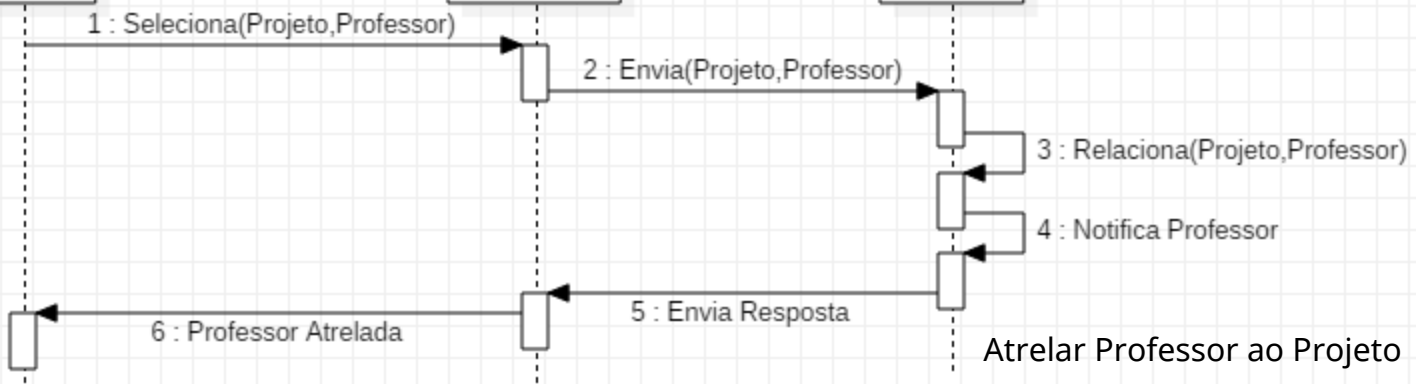 1 : Seleciona(Projeto,Professor)
2 : Envia(Projeto,Professor)
3 : Relaciona(Projeto,Professor)
4 : Notifica Professor
5 : Envia Resposta
6 : Professor Atrelada
Atrelar Professor ao Projeto